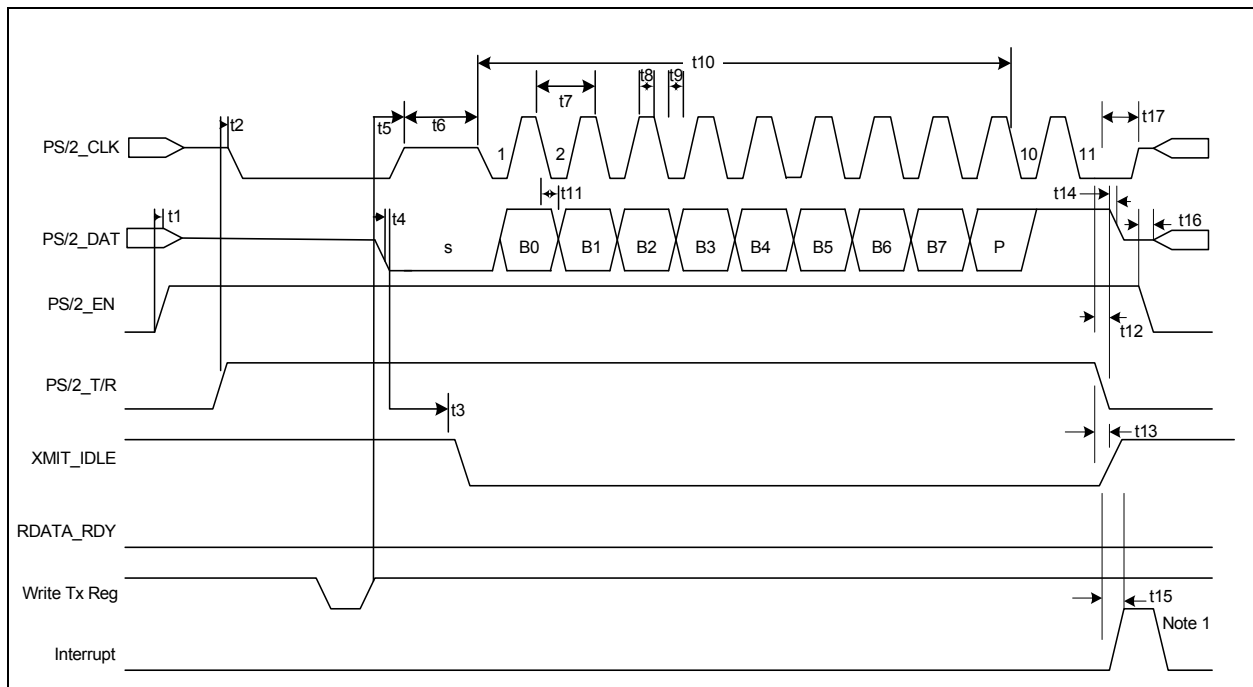 t10
t8
t9
t7
t5
t6
t2
t17
PS/2_CLK
1
2
10
11
t11
t14
t1
t4
t16
PS/2_DAT
s
B0
B1
B2
B3
B4
B5
B6
B7
P
PS/2_EN
t12
PS/2_T/R
t3
t13
XMIT_IDLE
RDATA_RDY
Write Tx Reg
t15
Note 1
Interrupt